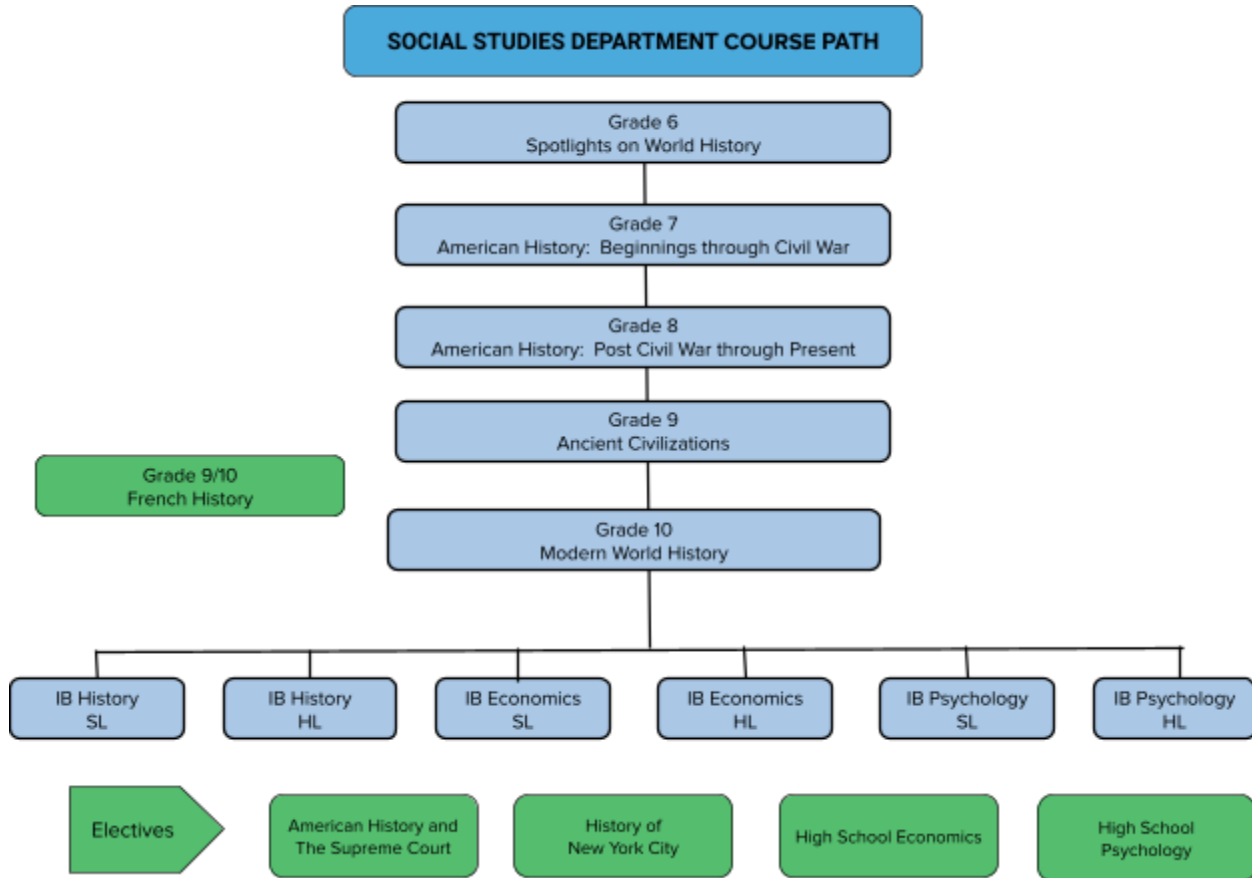 SOCIAL STUDIES DEPARTMENT COURSE PATH
Grade 6
Spotlights on World History
Grade 7
American History:  Beginnings through Civil War
Grade 8
American History:  Post Civil War through Present
Grade 9
Ancient Civilizations
Grade 9/10
French History
Grade 10
Modern World History
IB History
SL
IB History
HL
IB Economics
SL
IB Economics
HL
IB Psychology
SL
IB Psychology
HL
Electives
American History and
The Supreme Court
History of
New York City
High School Economics
High School
Psychology